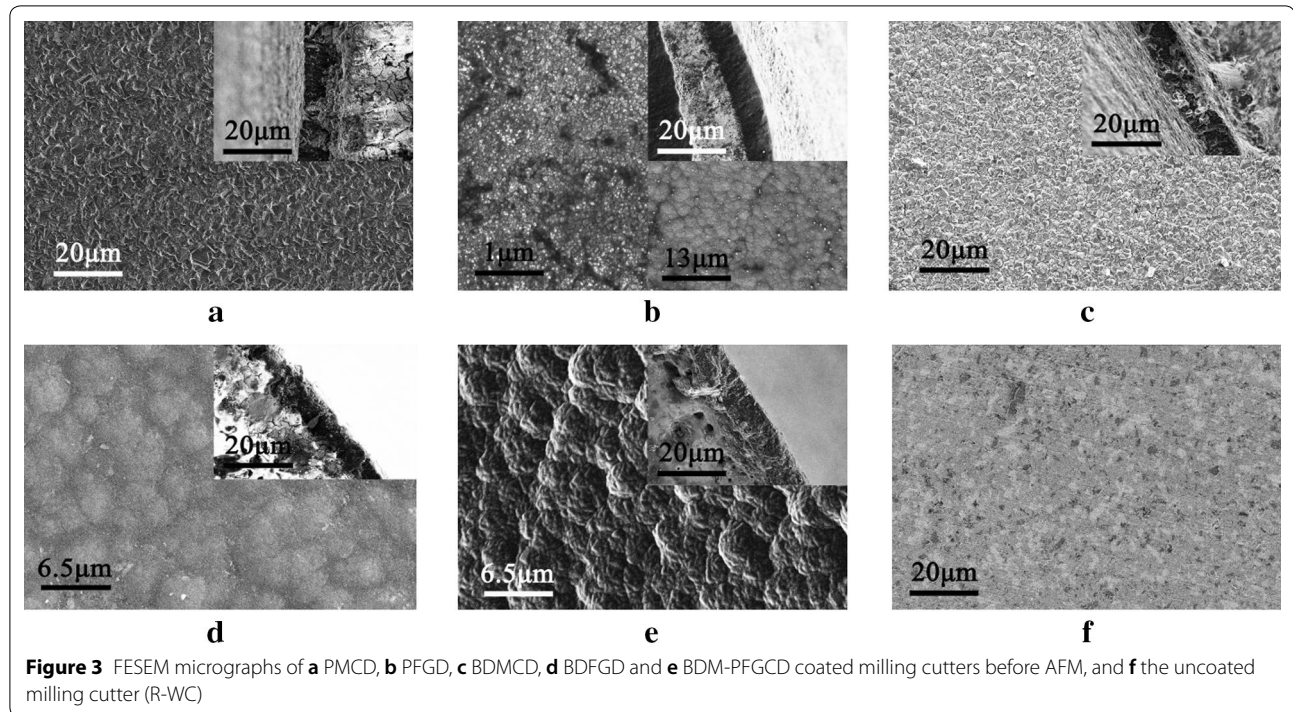 20μm
20μm
a
20μm
1μm
13μm
b
20μm
20μm
c
20μm
6.5μm
d
20μm
6.5μm
e
20μm
f
Figure 3 FESEM micrographs of a PMCD, b PFGD, c BDMCD, d BDFGD and e BDM-PFGCD coated milling cutters before AFM, and f the uncoated
milling cutter (R-WC)